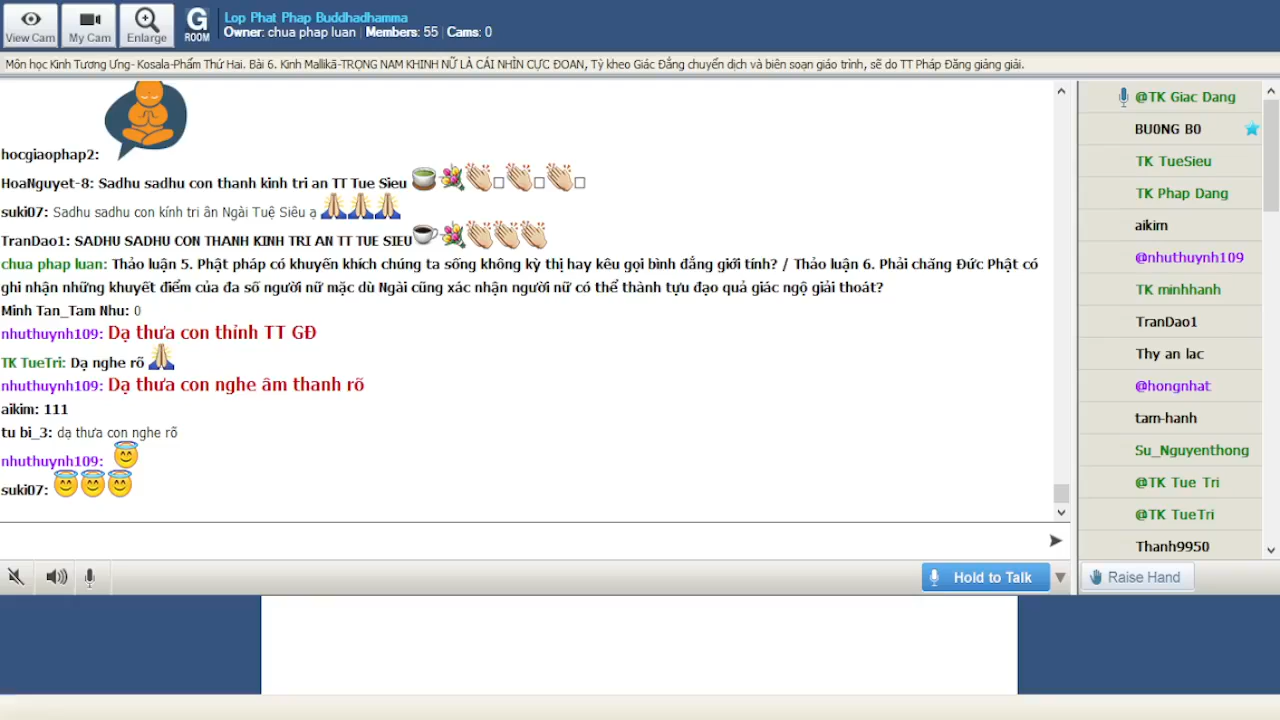 View Cam
My Cam
Enlarge
G
ROOM
Lop Phat Phap Buddhadhamma
Owner: chua phap luan | Members: 55 | Cams: 0
Môn học Kinh Tương Ưng- Kosala-Phẩm Thứ Hai. Bài 6. Kinh Mallikā-TRỌNG NAM KHINH NỮ LÀ CÁI NHÌN CỰC ĐOAN, Tỳ kheo Giác Đẳng chuyển dịch và biên soạn giáo trình, sẽ do TT Pháp Đăng giảng giải.
hocgiaophap2:
HoaNguyet-8: Sadhu sadhu con thanh kinh tri an TT Tue Sieu
suki07: Sadhu sadhu con kính tri ân Ngài Tuệ Siêu ạ
TranDao1: SADHU SADHU CON THANH KINH TRI AN TT TUE SIEU
chua phap luan: Thảo luận 5. Phật pháp có khuyến khích chúng ta sống không kỳ thị hay kêu gọi bình đẳng giới tính? / Thảo luận 6. Phải chăng Đức Phật có
ghi nhận những khuyết điểm của đa số người nữ mặc dù Ngài cũng xác nhận người nữ có thể thành tựu đạo quả giác ngộ giải thoát?
Minh Tan_Tam Nhu: 0
nhuthuynh109: Dạ thưa con thỉnh TT GĐ
TK TueTri: Dạ nghe rõ
nhuthuynh109: Dạ thưa con nghe âm thanh rõ
aikim: 111
tu bi_3: dạ thưa con nghe rõ
nhuthuynh109:
suki07:
@TK Giac Dang
BU0NG B0
TK TueSieu
TK Phap Dang
aikim
@nhuthuynh109
TK minhhanh
TranDao1
Thy an lac
@hongnhat
tam-hanh
Su_Nguyenthong
@TK Tue Tri
@TK TueTri
Thanh9950
Hold to Talk
Raise Hand